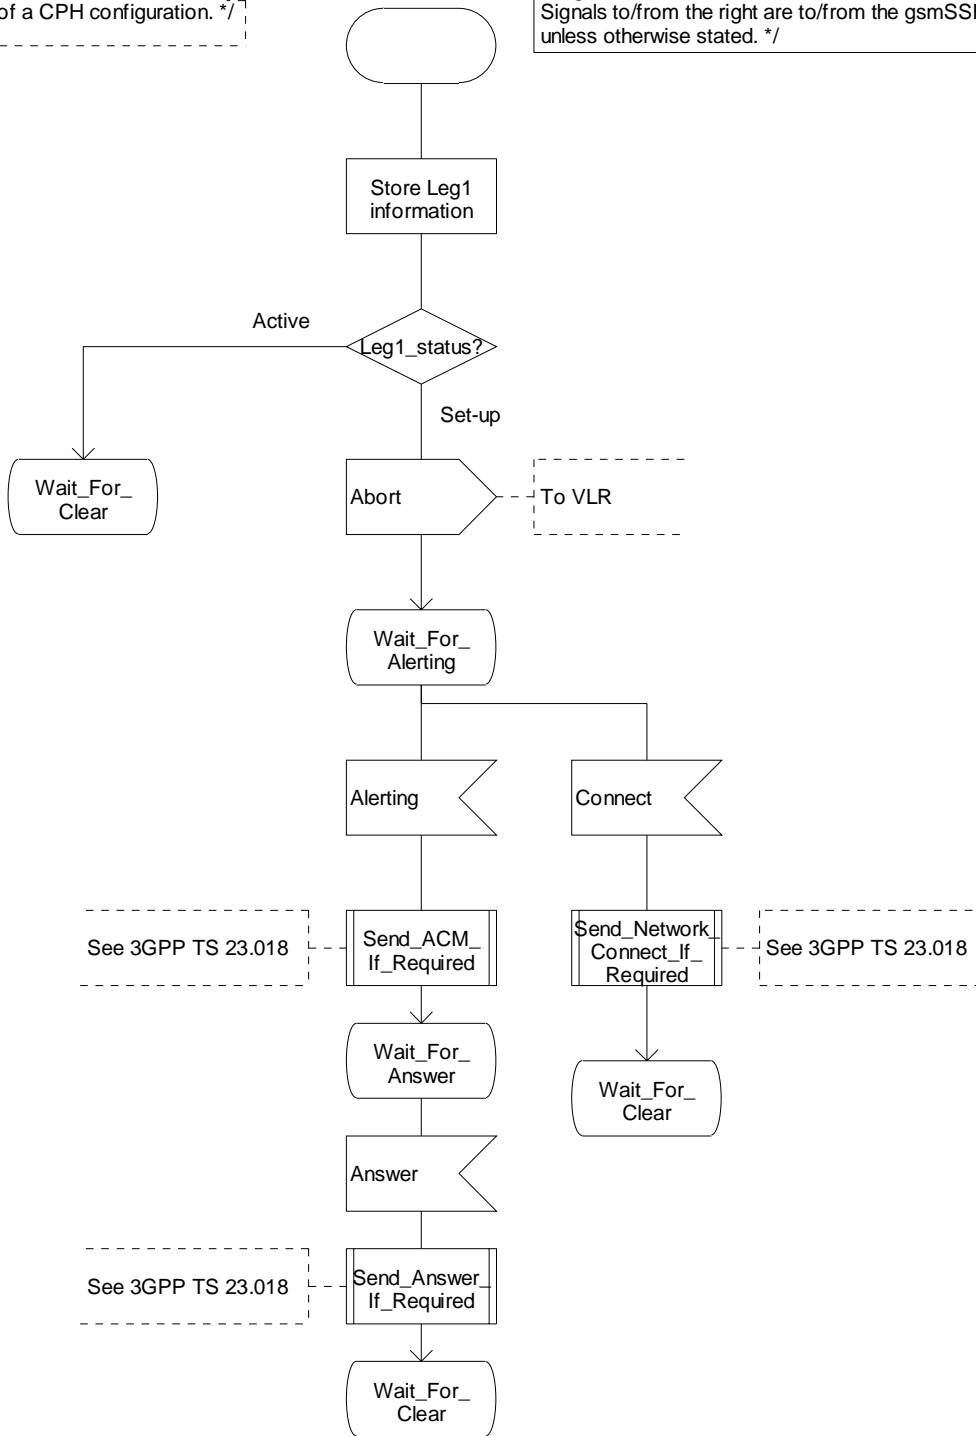 of a CPH configuration. */
Signals to/from the right are to/from the gsmSS
unless otherwise stated. */
Store Leg1
information
Active
Leg1_status?
Set-up
Wait_For_
Clear
Abort
To VLR
Wait_For_
Alerting
Alerting
Connect
See 3GPP TS 23.018
Send_ACM_
If_Required
Send_Network_
Connect_If_
Required
See 3GPP TS 23.018
Wait_For_
Answer
Wait_For_
Clear
Answer
See 3GPP TS 23.018
Send_Answer_
If_Required
Wait_For_
Clear